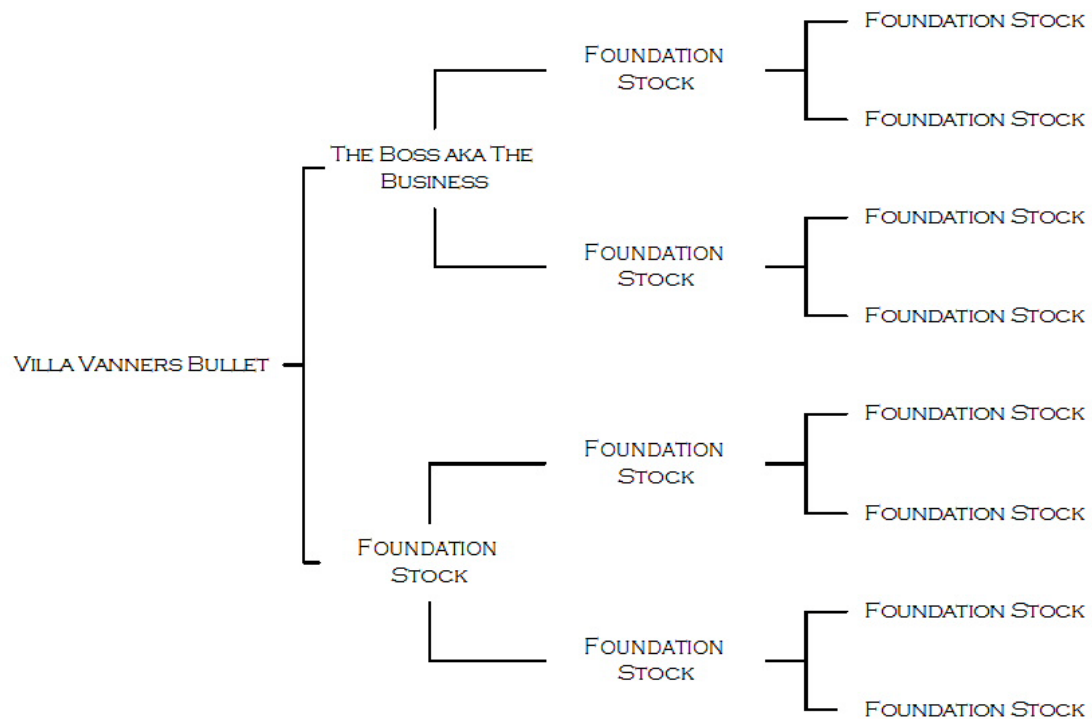 Foundation Stock
Foundation
Stock
Foundation Stock
The Boss aka The
Business
Foundation Stock
Foundation
Stock
Foundation Stock
Villa Vanners Bullet
Foundation Stock
Foundation
Stock
Foundation Stock
Foundation
Stock
Foundation Stock
Foundation
Stock
Foundation Stock